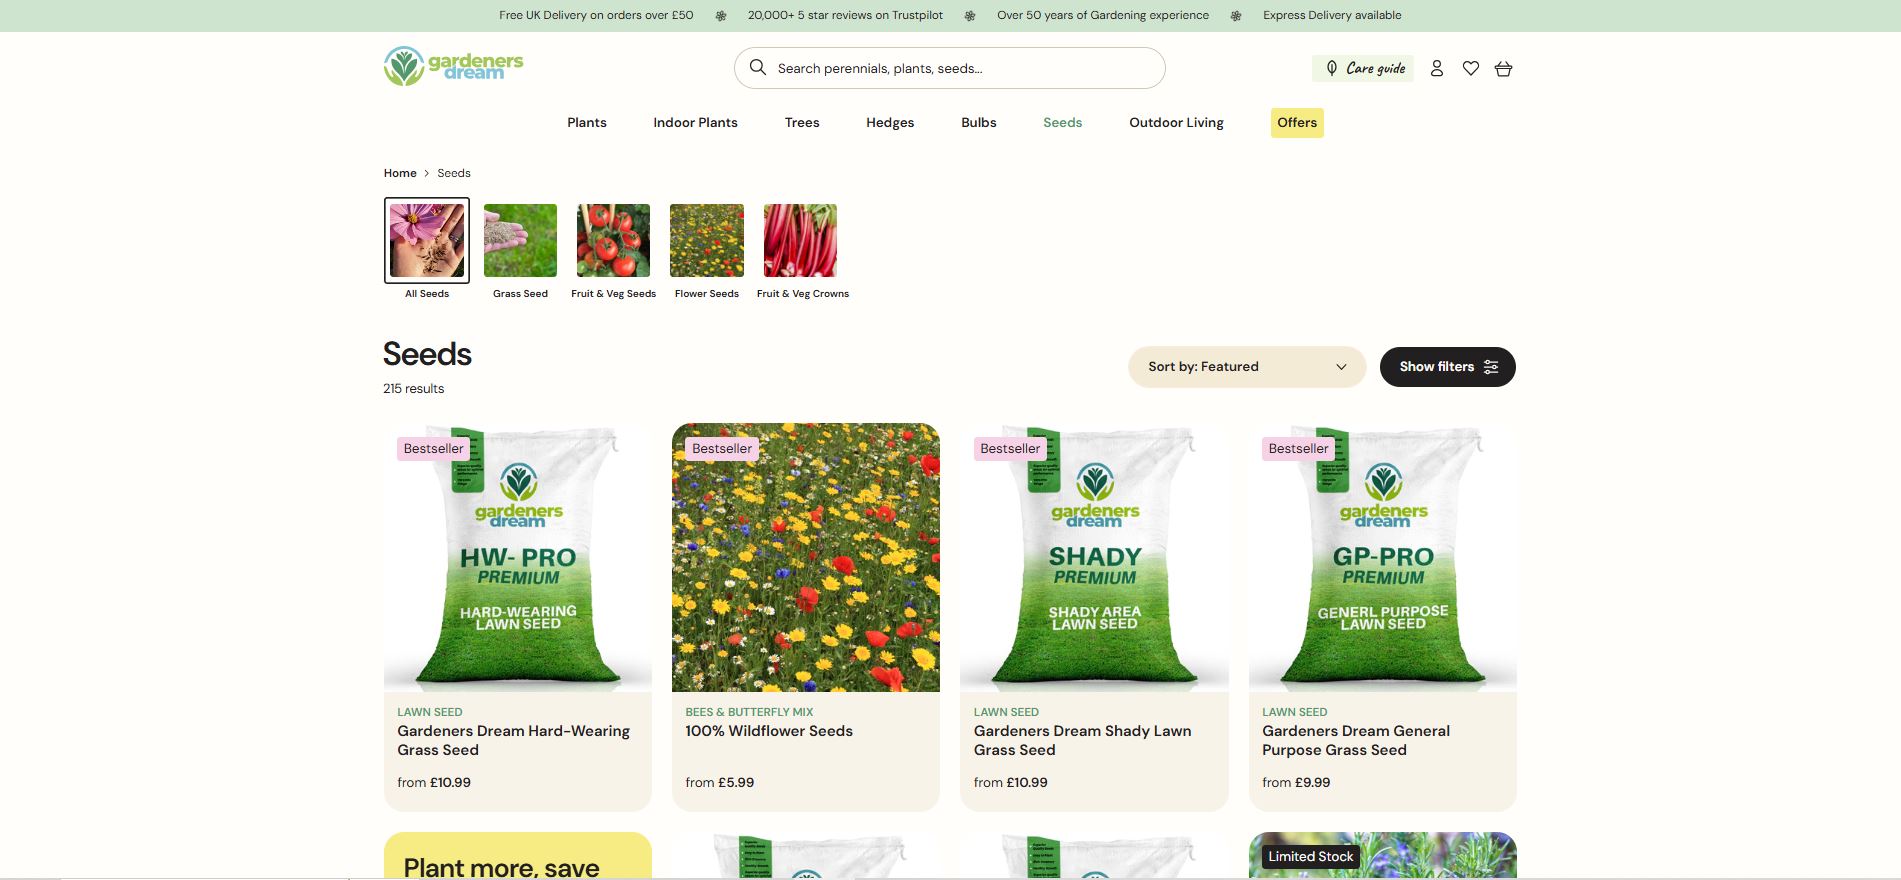 Free UK Delivery on orders over £50
20,000+ 5 star reviews on Trustpilot
Over 50 years of Gardening experience
Express Delivery available
gardeners
dream
Search perennials, plants, seeds...
Care guide
Plants
Indoor Plants
Trees
Hedges
Bulbs
Seeds
Outdoor Living
Offers
Home > Seeds
All Seeds
Grass Seed
Fruit & Veg Seeds
Flower Seeds
Fruit & Veg Crowns
Seeds
215 results
Sort by: Featured
Show filters
Bestseller
gardeners
dream
HW- PRO
PREMIUM
HARD-WEARING
LAWN SEED
LAWN SEED
Gardeners Dream Hard-Wearing
Grass Seed
from £10.99
Bestseller
BEES & BUTTERFLY MIX
100% Wildflower Seeds
from £5.99
Bestseller
gardeners
dream
SHADY
PREMIUM
SHADY AREA
LAWN SEED
LAWN SEED
Gardeners Dream Shady Lawn
Grass Seed
from £10.99
Bestseller
gardeners
dream
GP-PRO
PREMIUM
GENERL PURPOSE
LAWN SEED
LAWN SEED
Gardeners Dream General
Purpose Grass Seed
from £9.99
Plant more, save
Limited Stock